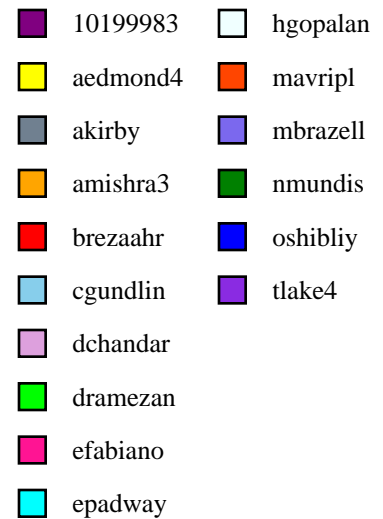 10199983
aedmond4
akirby
amishra3
brezaahr
cgundlin
dchandar
dramezan
efabiano
epadway
hgopalan
mavripl
mbrazell
nmundis
oshibliy
tlake4